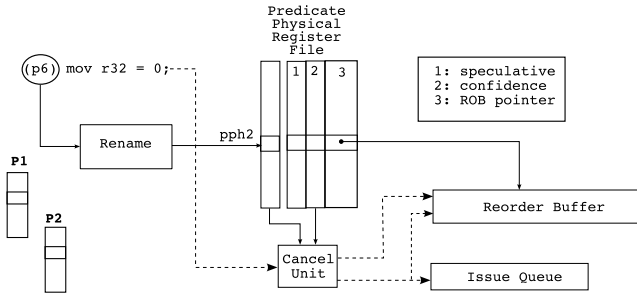 Predicate
Physical
Register
File
(p6) mov r32 = 0;
1 2 3
1: speculative
2: confidence
3: ROB pointer
Rename
pph2
P1
P2
Reorder Buffer
Cancel
Unit
Issue Queue